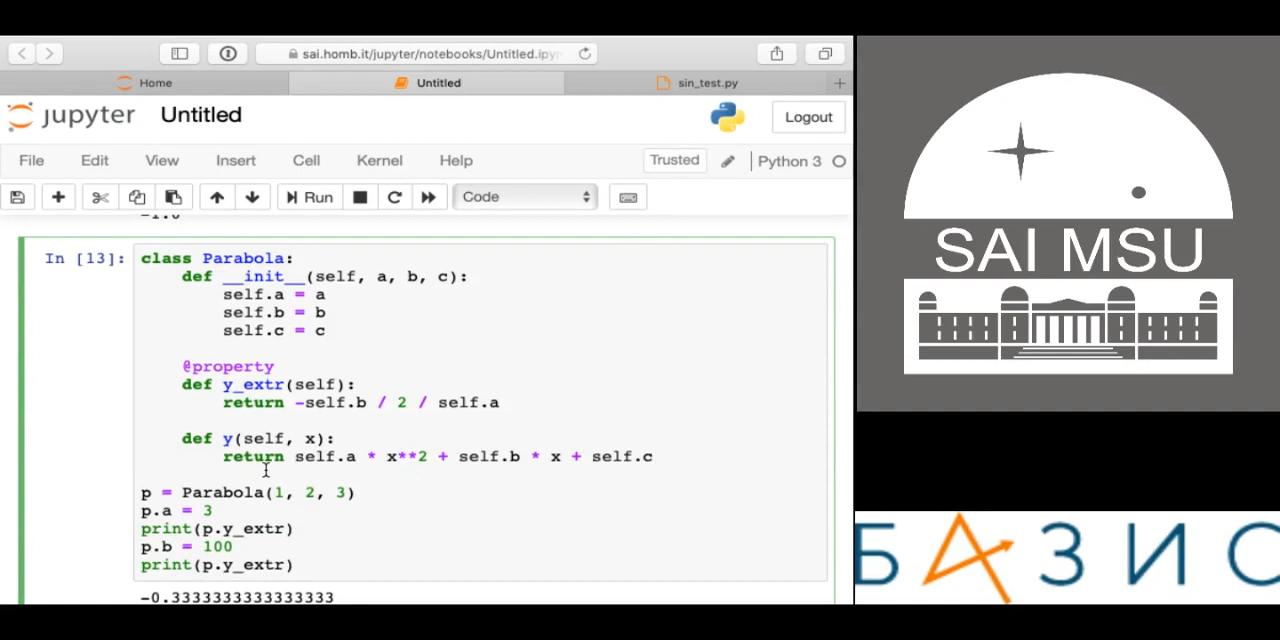 sai.homb.it/jupyter/notebooks/Untitled.ipyn
Home
Untitled
sin_test.py
jupyter Untitled
Logout
File Edit View Insert Cell Kernel Help
Trusted
Python 3
Run
Code
-1.0
In [13]:
class Parabola:
    def __init__(self, a, b, c):
        self.a = a
        self.b = b
        self.c = c
    @property
    def y_extr(self):
        return -self.b / 2 / self.a
    def y(self, x):
        return self.a * x**2 + self.b * x + self.c
p = Parabola(1, 2, 3)
p.a = 3
print(p.y_extr)
p.b = 100
print(p.y_extr)
-0.3333333333333333
SAI MSU
БАЗИС